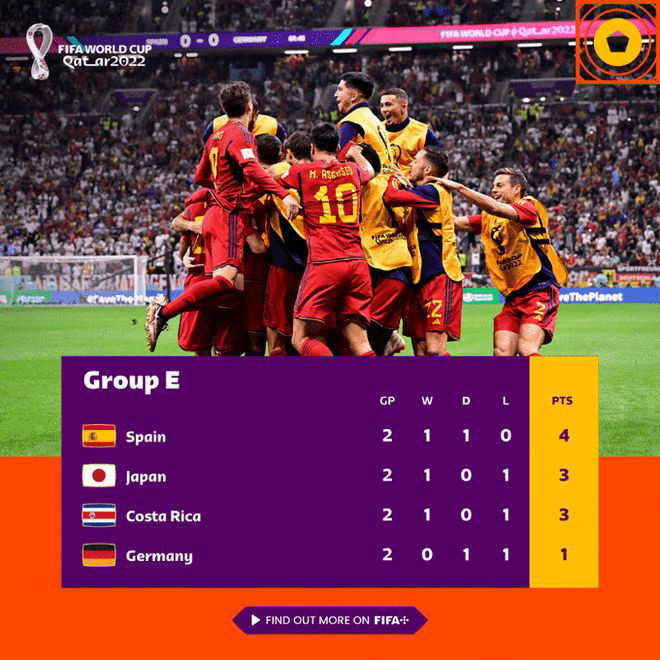 FIFA WORLD CUP
Qatar2022
Spain 0 - 0 GERMANY
FIFA WORLD CUP Qatar2022
M. ASENSIO
10
22
2
#SaveThePlanet
#SaveThePlanet
Group E
GP W D L PTS
Spain 2 1 1 0 4
Japan 2 1 0 1 3
Costa Rica 2 1 0 1 3
Germany 2 0 1 1 1
FIND OUT MORE ON FIFA+